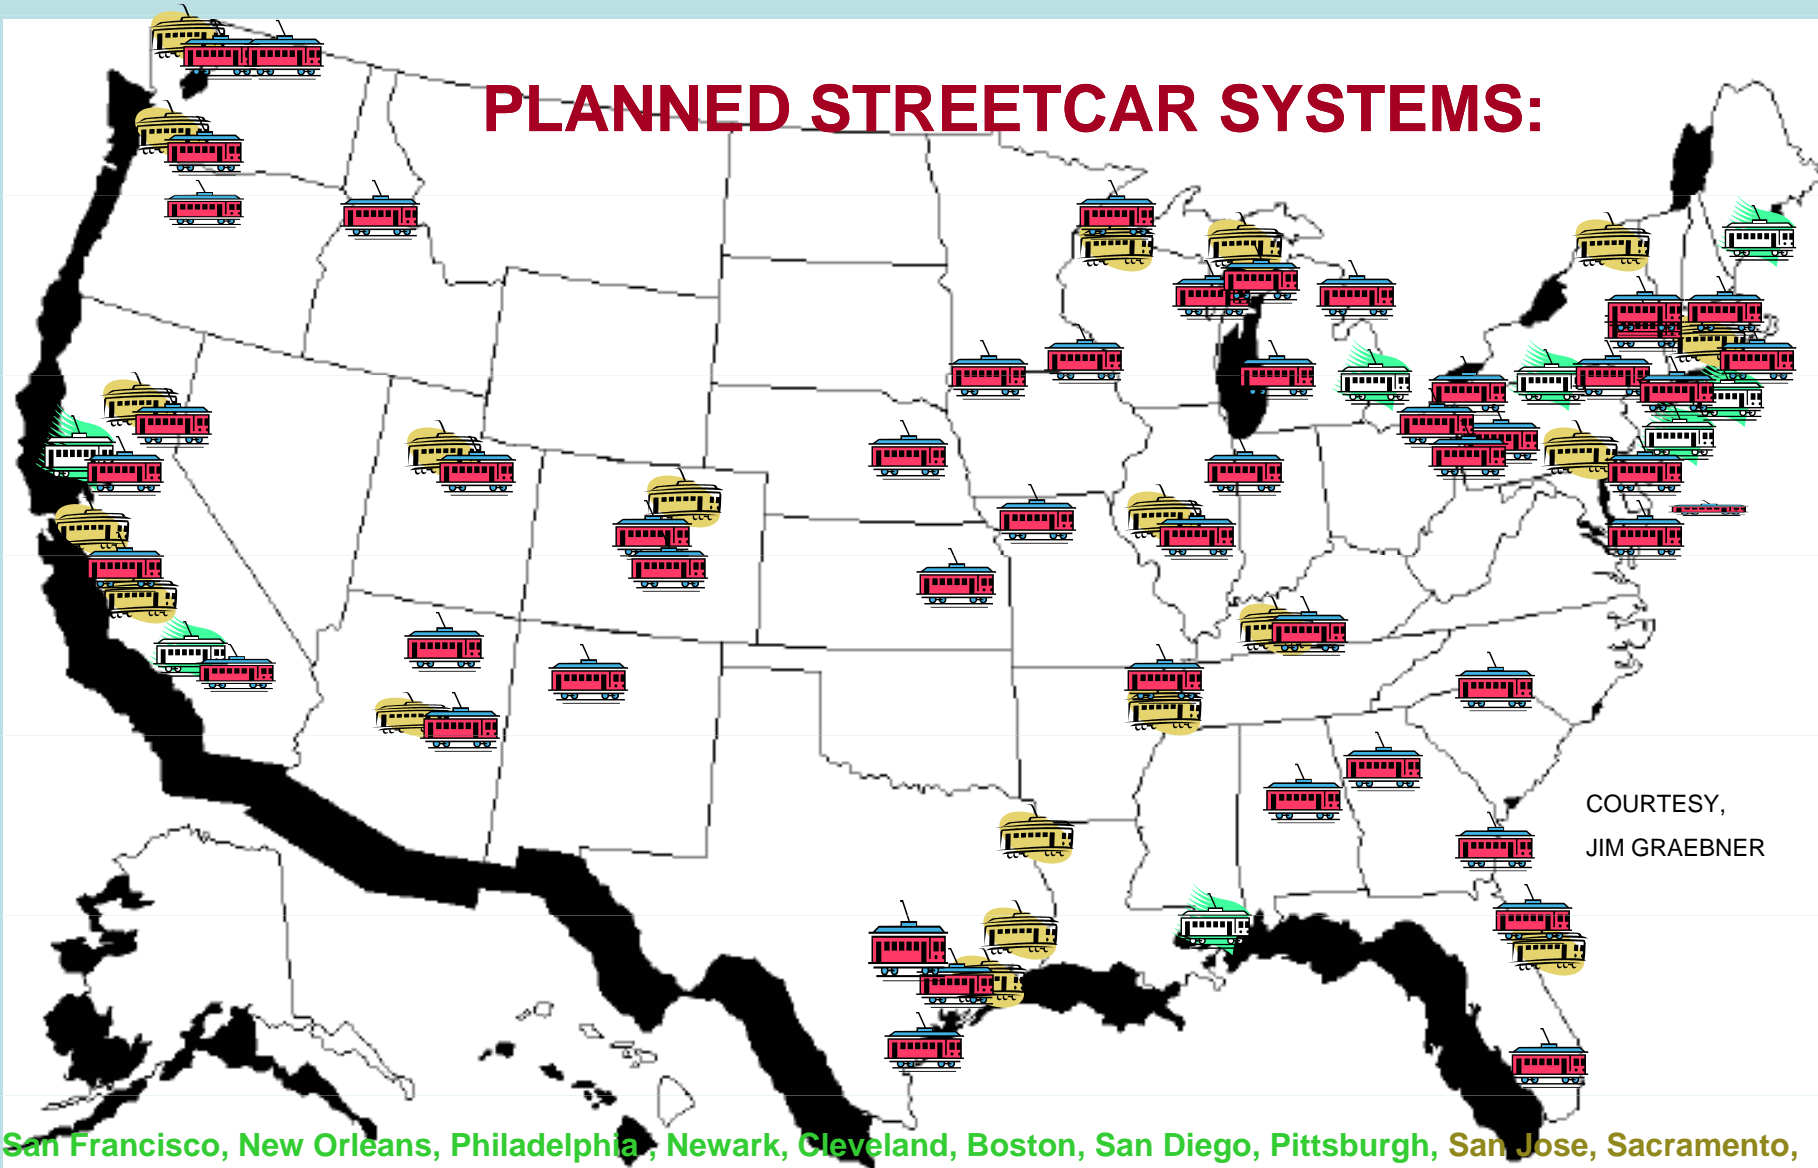 PLANNED STREETCAR SYSTEMS:
COURTESY,
JIM GRAEBNER
San Francisco, New Orleans, Philadelphia , Newark, Cleveland, Boston, San Diego, Pittsburgh, San Jose, Sacramento,